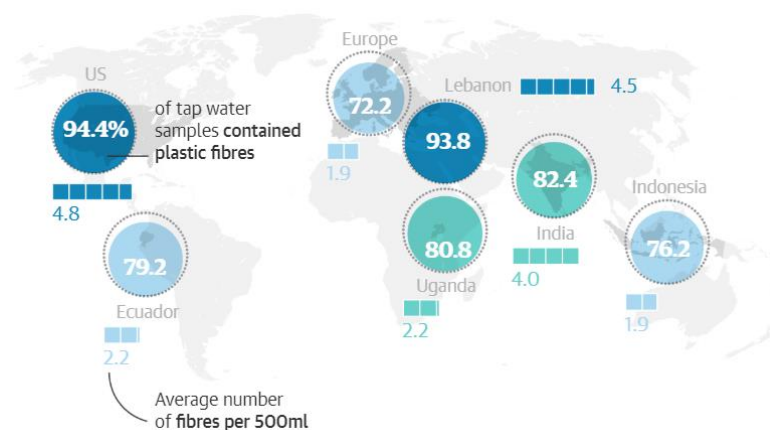 US
94.4%
of tap water
samples contained
plastic fibres
4.8
Europe
72.2
1.9
Lebanon
4.5
93.8
82.4
India
4.0
Indonesia
76.2
1.9
80.8
Uganda
2.2
79.2
Ecuador
2.2
Average number
of fibres per 500ml